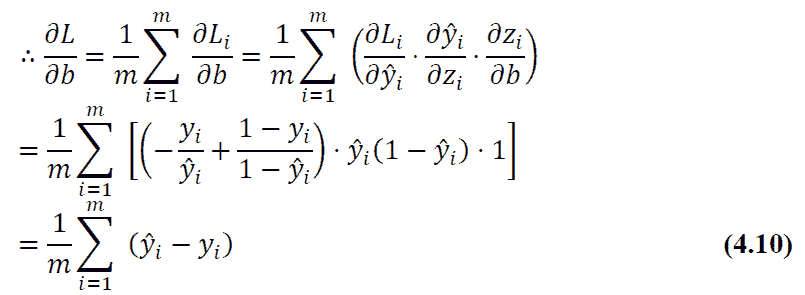 ∴ ∂L/∂b = 1/m ∑_{i=1}^{m} ∂L_i/∂b = 1/m ∑_{i=1}^{m} (∂L_i/∂ŷ_i · ∂ŷ_i/∂z_i · ∂z_i/∂b)
= 1/m ∑_{i=1}^{m} [(−y_i/ŷ_i + (1 − y_i)/(1 − ŷ_i)) · ŷ_i(1 − ŷ_i) · 1]
= 1/m ∑_{i=1}^{m} (ŷ_i − y_i) (4.10)